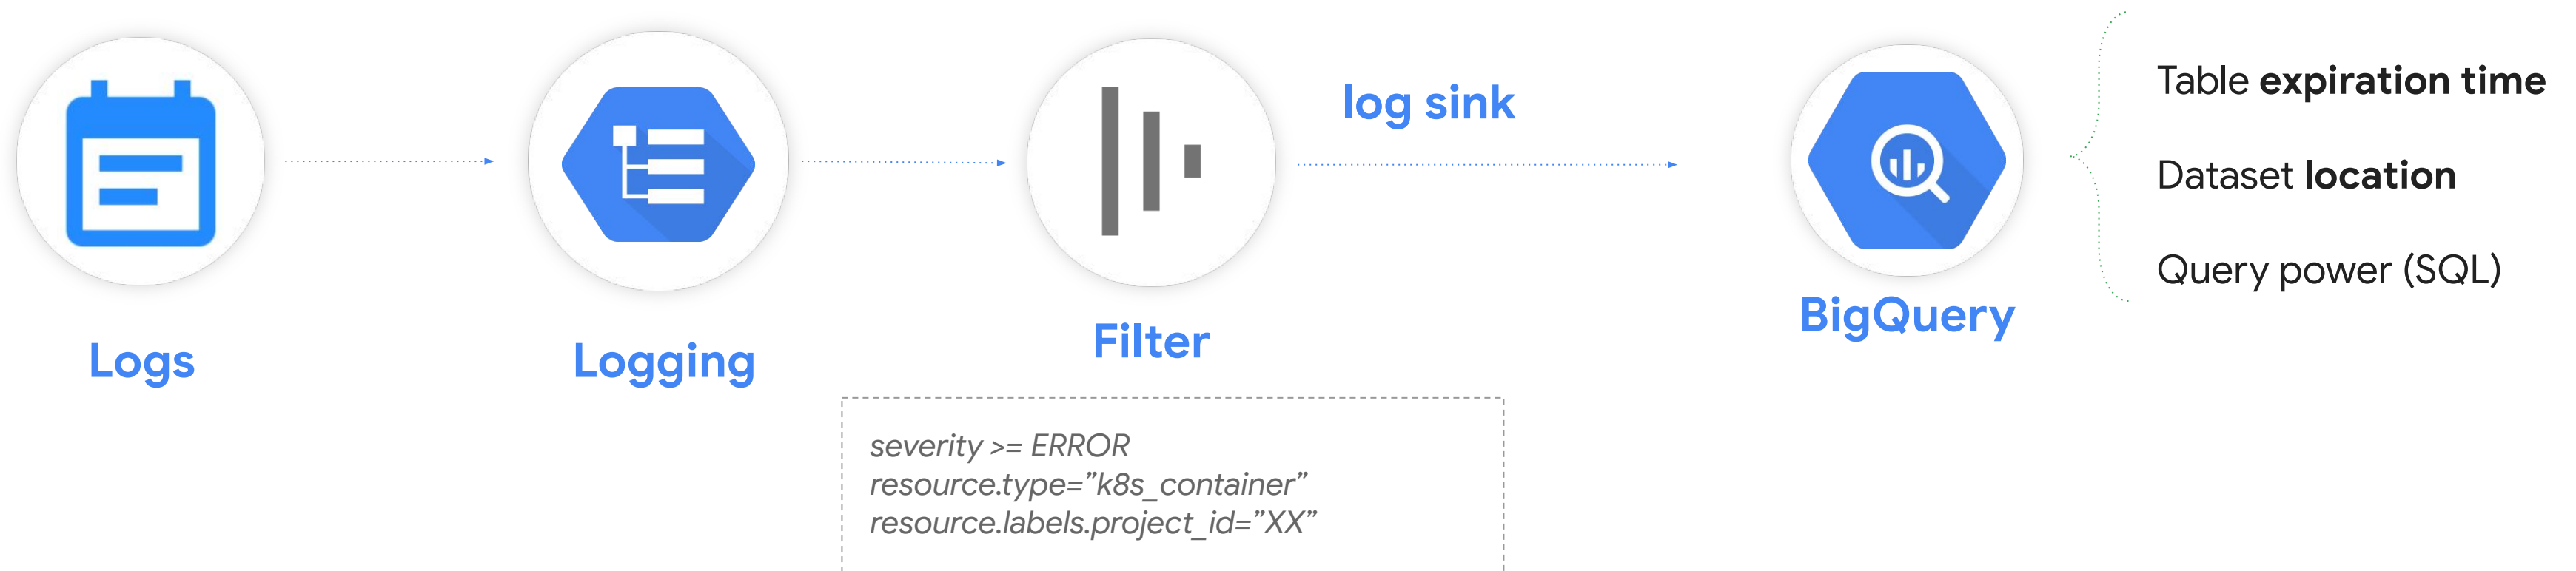 Logs
Logging
Filter
severity >= ERROR
resource.type=”k8s_container”
resource.labels.project_id=”XX”
log sink
BigQuery
Table expiration time
Dataset location
Query power (SQL)